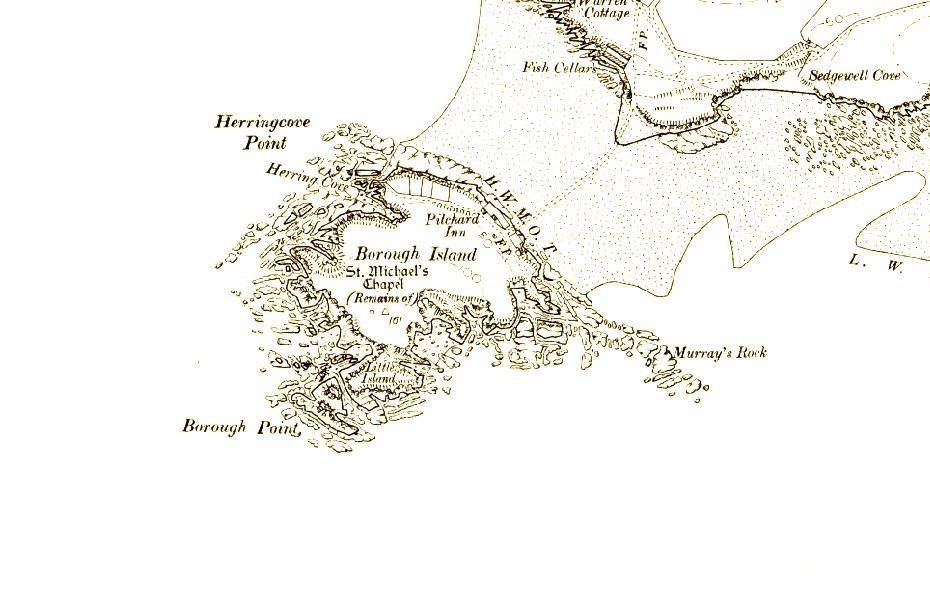 Warren
Cottage
F.P.
Fish Cellars
Sedgewell Cove
Herringcove
Point
Herring Cove
H. W. M. O. T.
Pilchard
Inn
50
F.P.
Borough Island
St. Michael's
Chapel
(Remains of)
L. W.
Murray's Rock
Little
Island
Borough Point